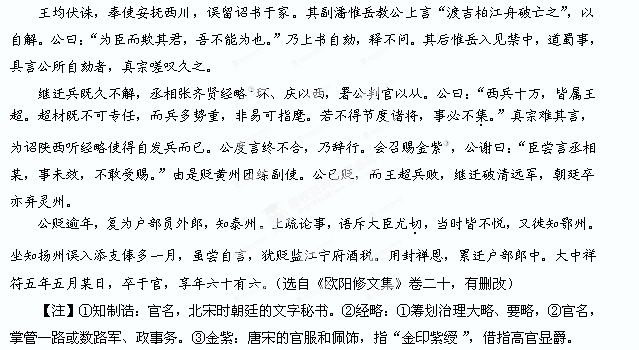 王均伏诛，奉使安抚西川，误留诏书于家。其副潘惟岳教公上言“渡吉柏江舟破亡之”，以
自解。公曰：“为臣而欺其君，吾不能为也。”乃上书自劾，释不问。其后惟岳入见禁中，道蜀事，
具言公所自劾者，真宗嗟叹久之。
继迁兵既久不解，丞相张齐贤经略②环、庆以西，署公判官以从。公曰：“西兵十万，皆属王
超。超材既不可专任，而兵多势重，非易可指麾。若不得节度诸将，事必不集。”真宗难其言，
为诏陕西听经略使得自发兵而已。公度言终不合，乃辞行。会召赐金紫③，公谢曰：“臣尝言丞相
某，事未效，不敢受赐。”由是贬黄州团练副使。公已贬，而王超兵败，继迁破清远军，朝廷卒
亦弃灵州。
公贬逾年，复为户部员外郎，知泰州。上疏论事，语斥大臣尤切，当时皆不悦，又徙知鄂州。
坐知扬州误入添支俸多一月，虽尝自言，犹贬监江宁府酒税。用封禅恩，累迁户部郎中。大中祥
符五年五月某日，卒于官，享年六十有六。（选自《欧阳修文集》卷二十，有删改）
【注】①知制诰：官名，北宋时朝廷的文字秘书。②经略：①筹划治理大略、要略，②官名，
掌管一路或数路军、政事务。③金紫：唐宋的官服和佩饰，指“金印紫绶”，借指高官显爵。